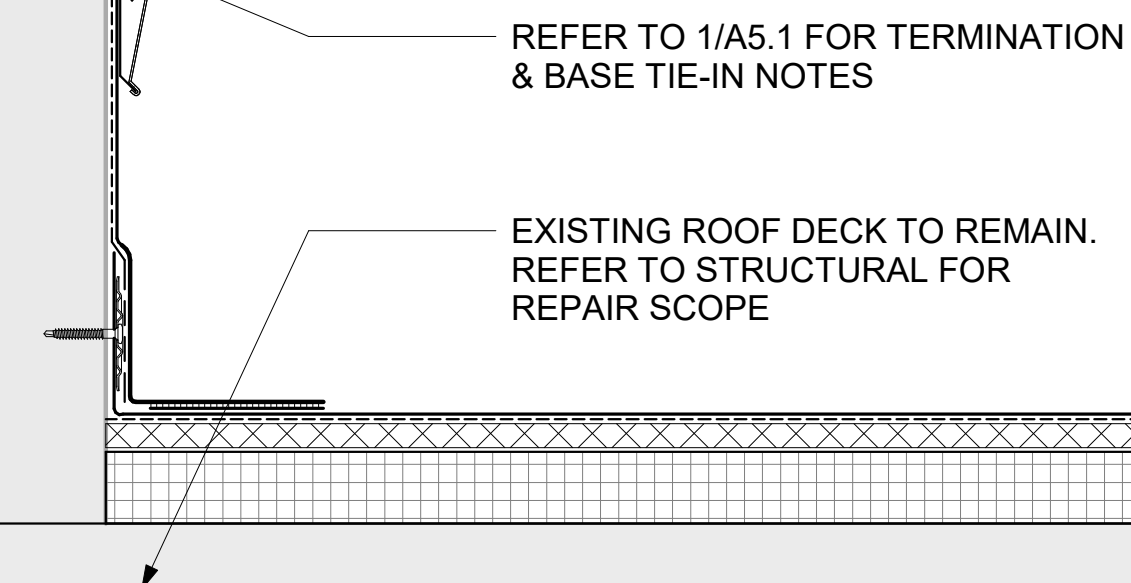 REFER TO 1/A5.1 FOR TERMINATION
& BASE TIE-IN NOTES
EXISTING ROOF DECK TO REMAIN.
REFER TO STRUCTURAL FOR
REPAIR SCOPE